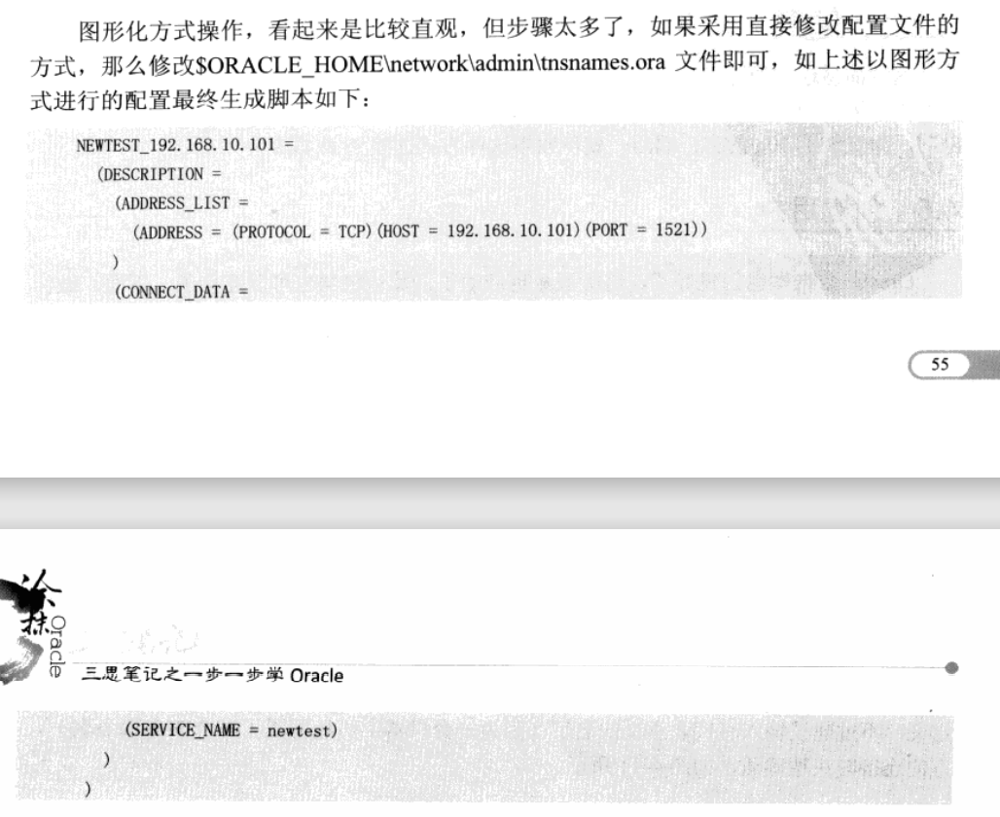 图形化方式操作，看起来是比较直观，但步骤太多了，如果采用直接修改配置文件的
方式，那么修改$ORACLE_HOME\network\admin\tnsnames.ora 文件即可，如上述以图形方
式进行的配置最终生成脚本如下：
NEWTEST_192.168.10.101 =
(DESCRIPTION =
(ADDRESS_LIST =
(ADDRESS = (PROTOCOL = TCP)(HOST = 192.168.10.101)(PORT = 1521))
)
(CONNECT_DATA =
55
涂抹
Oracle
三思笔记之一步一步学 Oracle
(SERVICE_NAME = newtest)
)
)